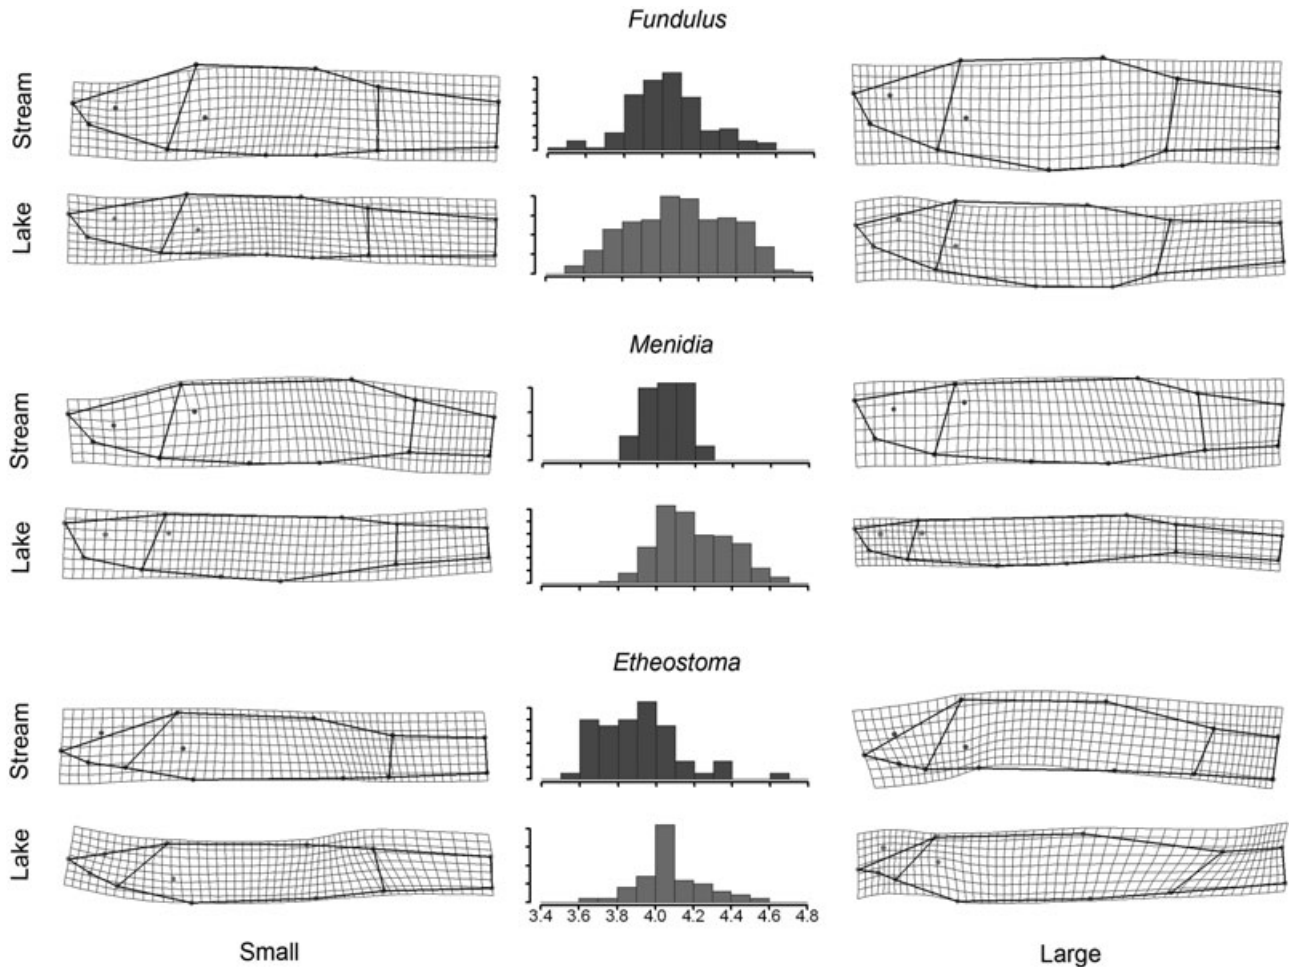 Fundulus
Stream
Lake
Menidia
Stream
Lake
Etheostoma
Stream
Lake
3.4 3.6 3.8 4.0 4.2 4.4 4.6 4.8
Small Large